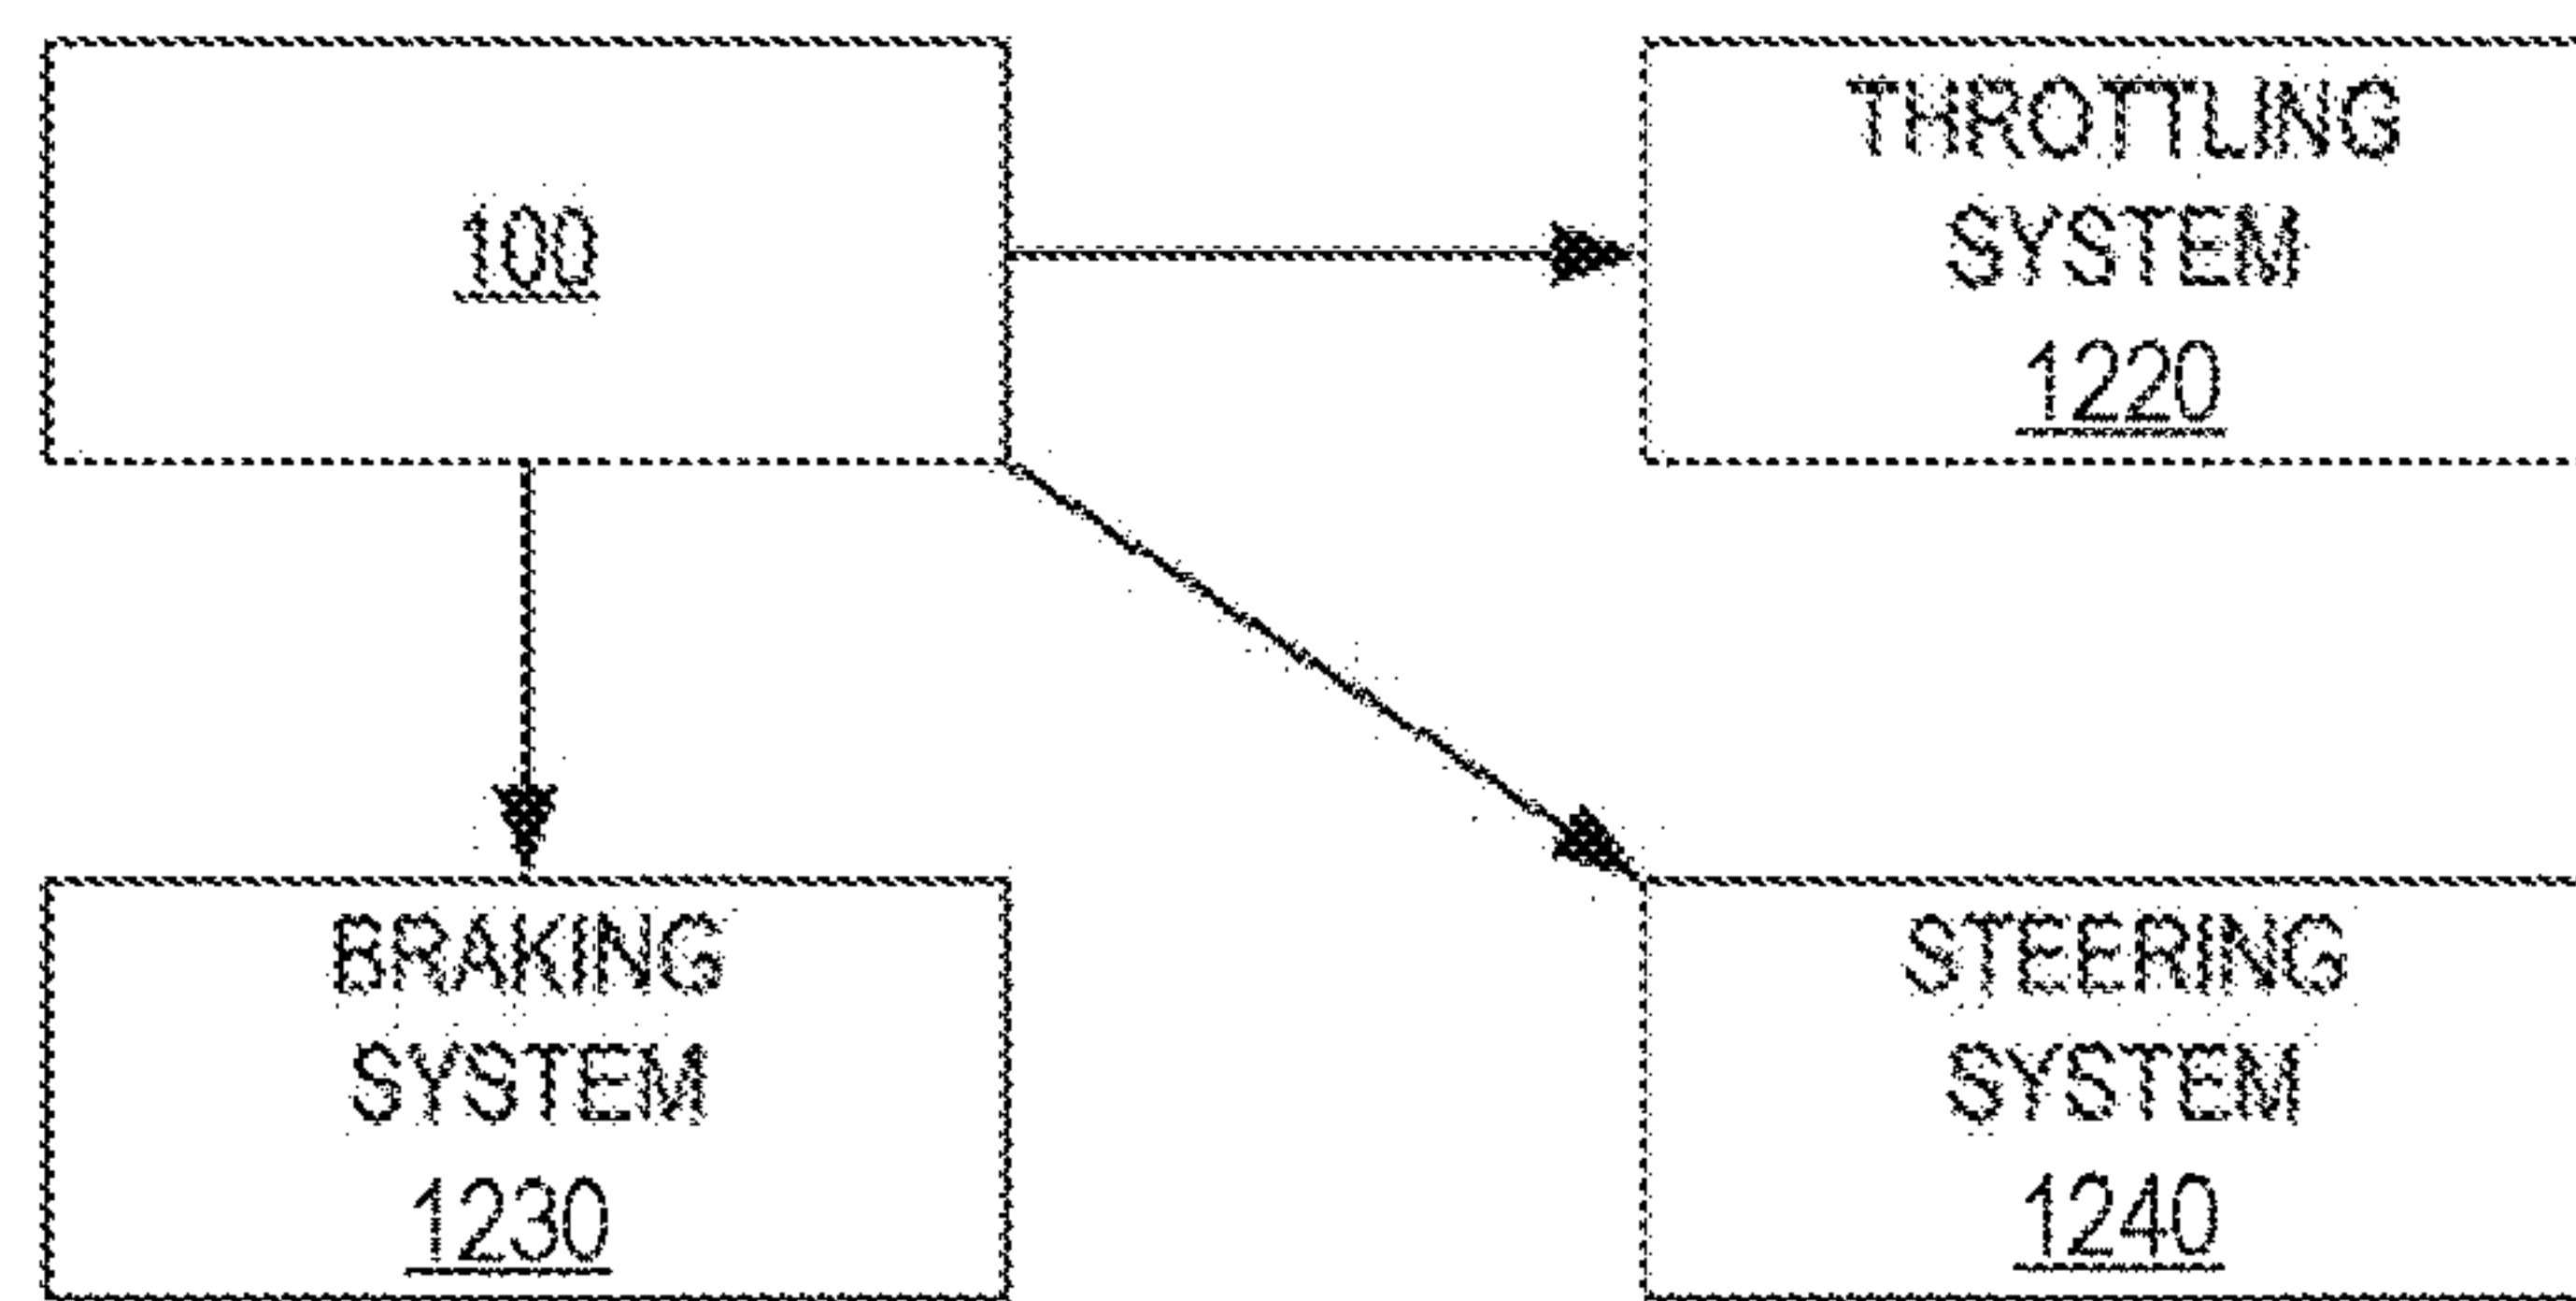 100
THROTTLING
SYSTEM
1220
BRAKING
SYSTEM
1230
STEERING
SYSTEM
1240